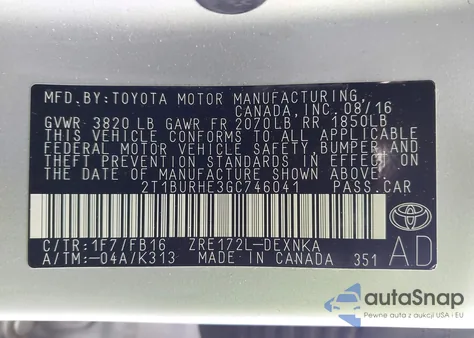 MFD. BY: TOYOTA MOTOR MANUFACTURING,
CANADA, INC. 08/16
GVWR 3820 LB GAWR FR 2070LB RR 1850LB
THIS VEHICLE CONFORMS TO ALL APPLICABLE
FEDERAL MOTOR VEHICLE SAFETY, BUMPER, AND
THEFT PREVENTION STANDARDS IN EFFECT ON
THE DATE OF MANUFACTURE SHOWN ABOVE.
2T1BURHE3GC746041 PASS.CAR
C/TR:1F7/FB16 ZRE172L-DEXNKA
A/TM:-04A/K313 MADE IN CANADA 351
AD
autoSnap
Pewne auto z aukcji USA i EU